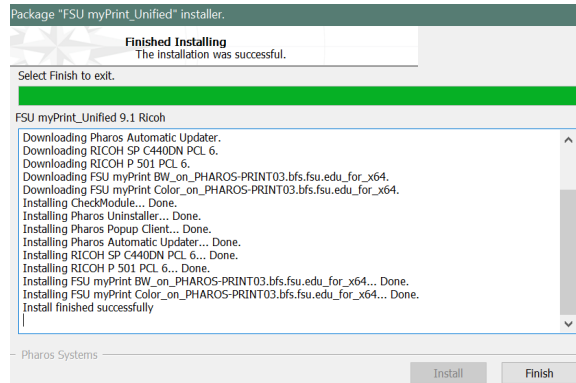 Package "FSU myPrint_Unified" installer.
Finished Installing
The installation was successful.
Select Finish to exit.
FSU myPrint_Unified 9.1 Ricoh
Downloading Pharos Automatic Updater.
Downloading RICOH SP C440DN PCL 6.
Downloading RICOH P 501 PCL 6.
Downloading FSU myPrint BW_on_PHAROS-PRINT03.bfs.fsu.edu_for_x64.
Downloading FSU myPrint Color_on_PHAROS-PRINT03.bfs.fsu.edu_for_x64.
Installing CheckModule... Done.
Installing Pharos Uninstaller... Done.
Installing Pharos Popup Client... Done.
Installing Pharos Automatic Updater... Done.
Installing RICOH SP C440DN PCL 6... Done.
Installing RICOH P 501 PCL 6... Done.
Installing FSU myPrint BW_on_PHAROS-PRINT03.bfs.fsu.edu_for_x64... Done.
Installing FSU myPrint Color_on_PHAROS-PRINT03.bfs.fsu.edu_for_x64... Done.
Install finished successfully
Pharos Systems
Install Finish